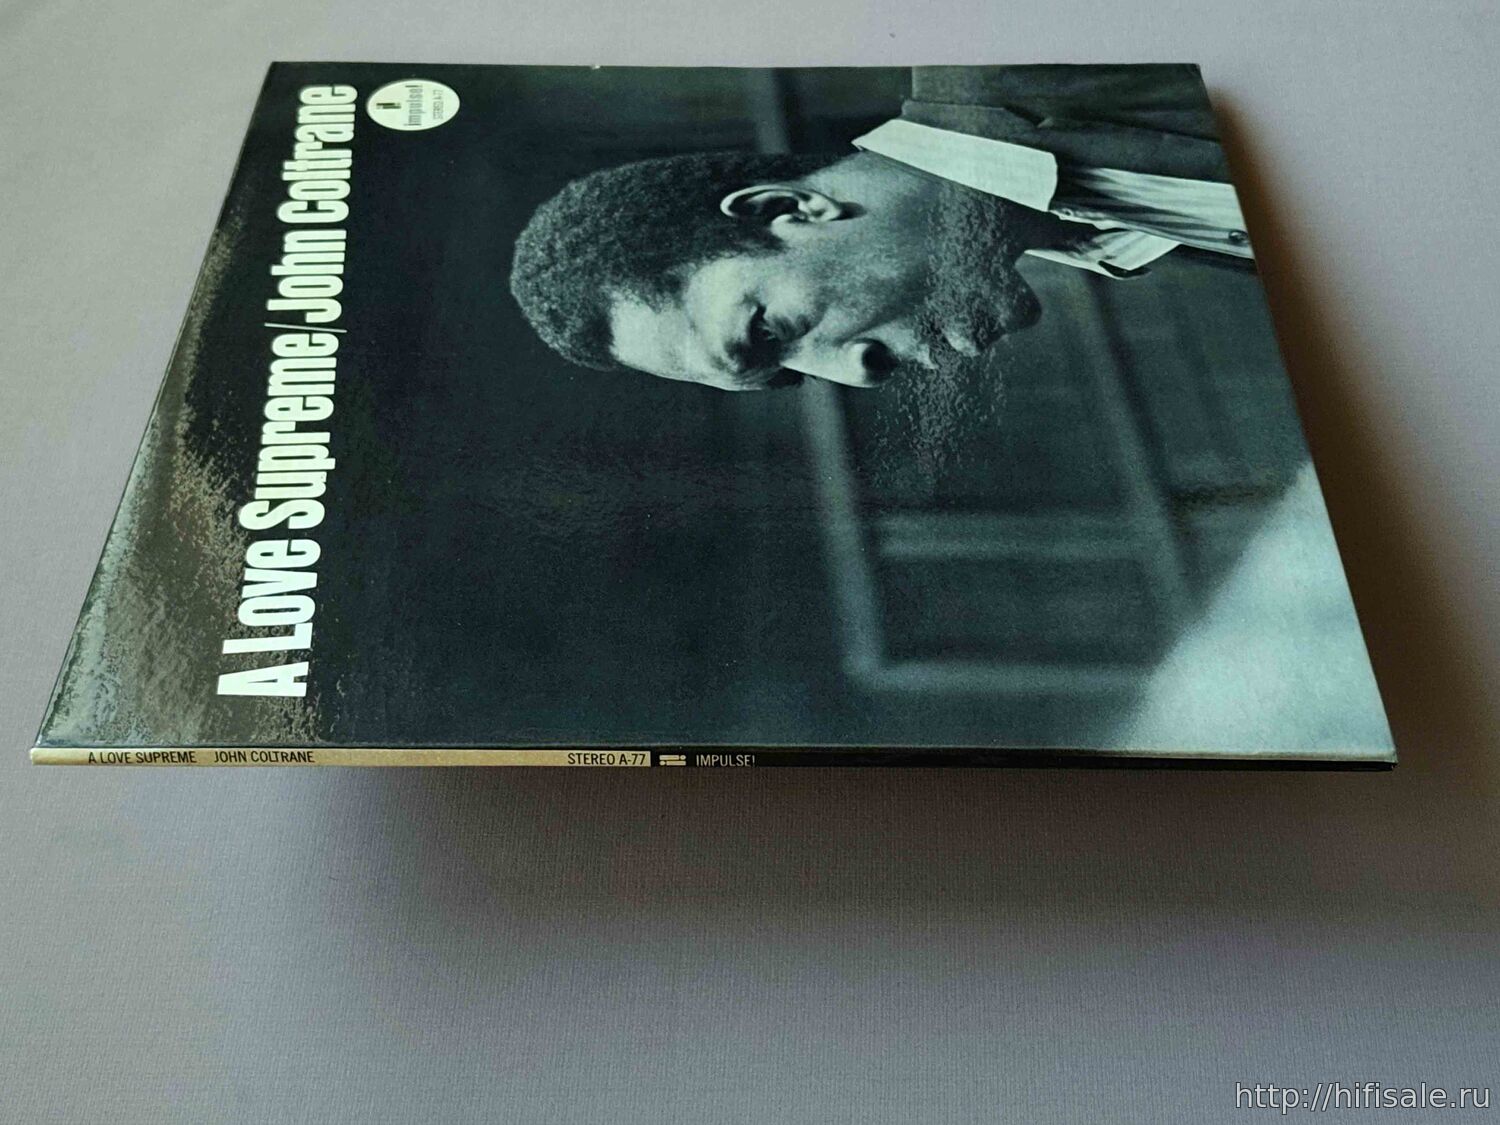 A Love Supreme/John Coltrane
impulse!
STEREO A-77
A LOVE SUPREME JOHN COLTRANE STEREO A-77 IMPULSE!
http://hifisale.ru